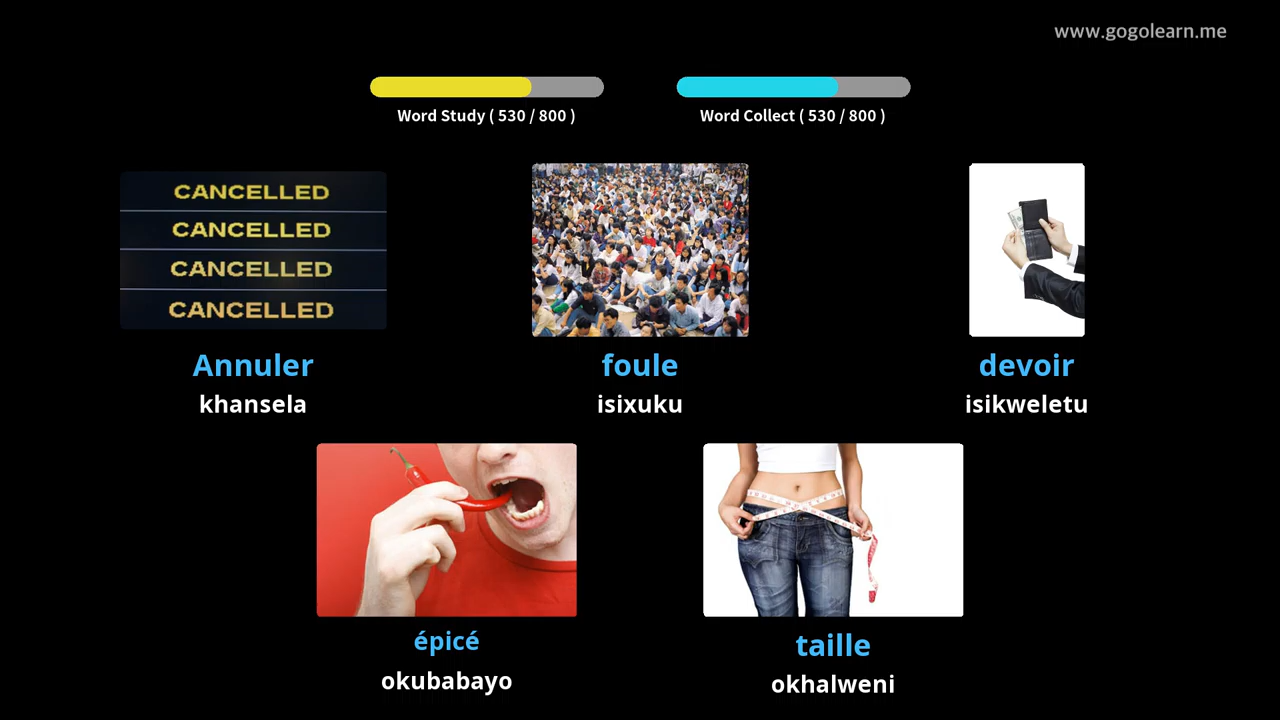 www.gogolearn.me
Word Study ( 530 / 800 )
Word Collect ( 530 / 800 )
CANCELLED
CANCELLED
CANCELLED
CANCELLED
Annuler
khansela
foule
isixuku
devoir
isikweletu
épicé
okubabayo
taille
okhalweni